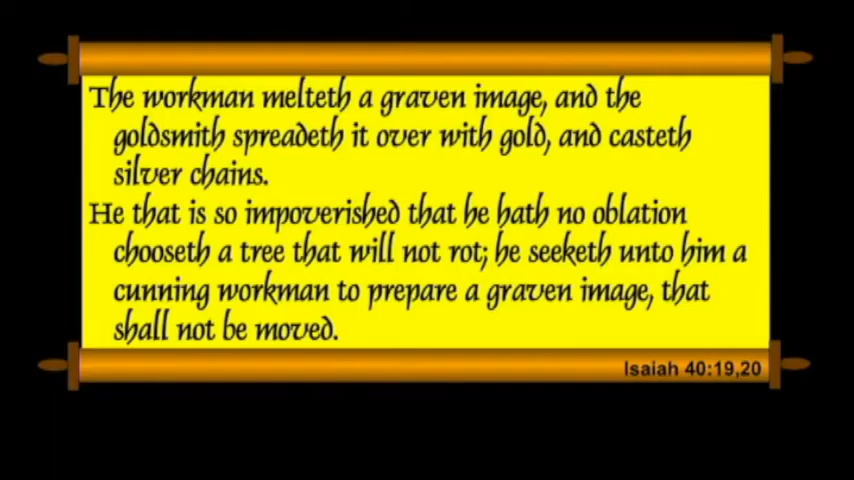 The workman melteth a graven image, and the
goldsmith spreadeth it over with gold, and casteth
silver chains.
He that is so impoverished that he hath no oblation
chooseth a tree that will not rot; he seeketh unto him a
cunning workman to prepare a graven image, that
shall not be moved.
Isaiah 40:19,20